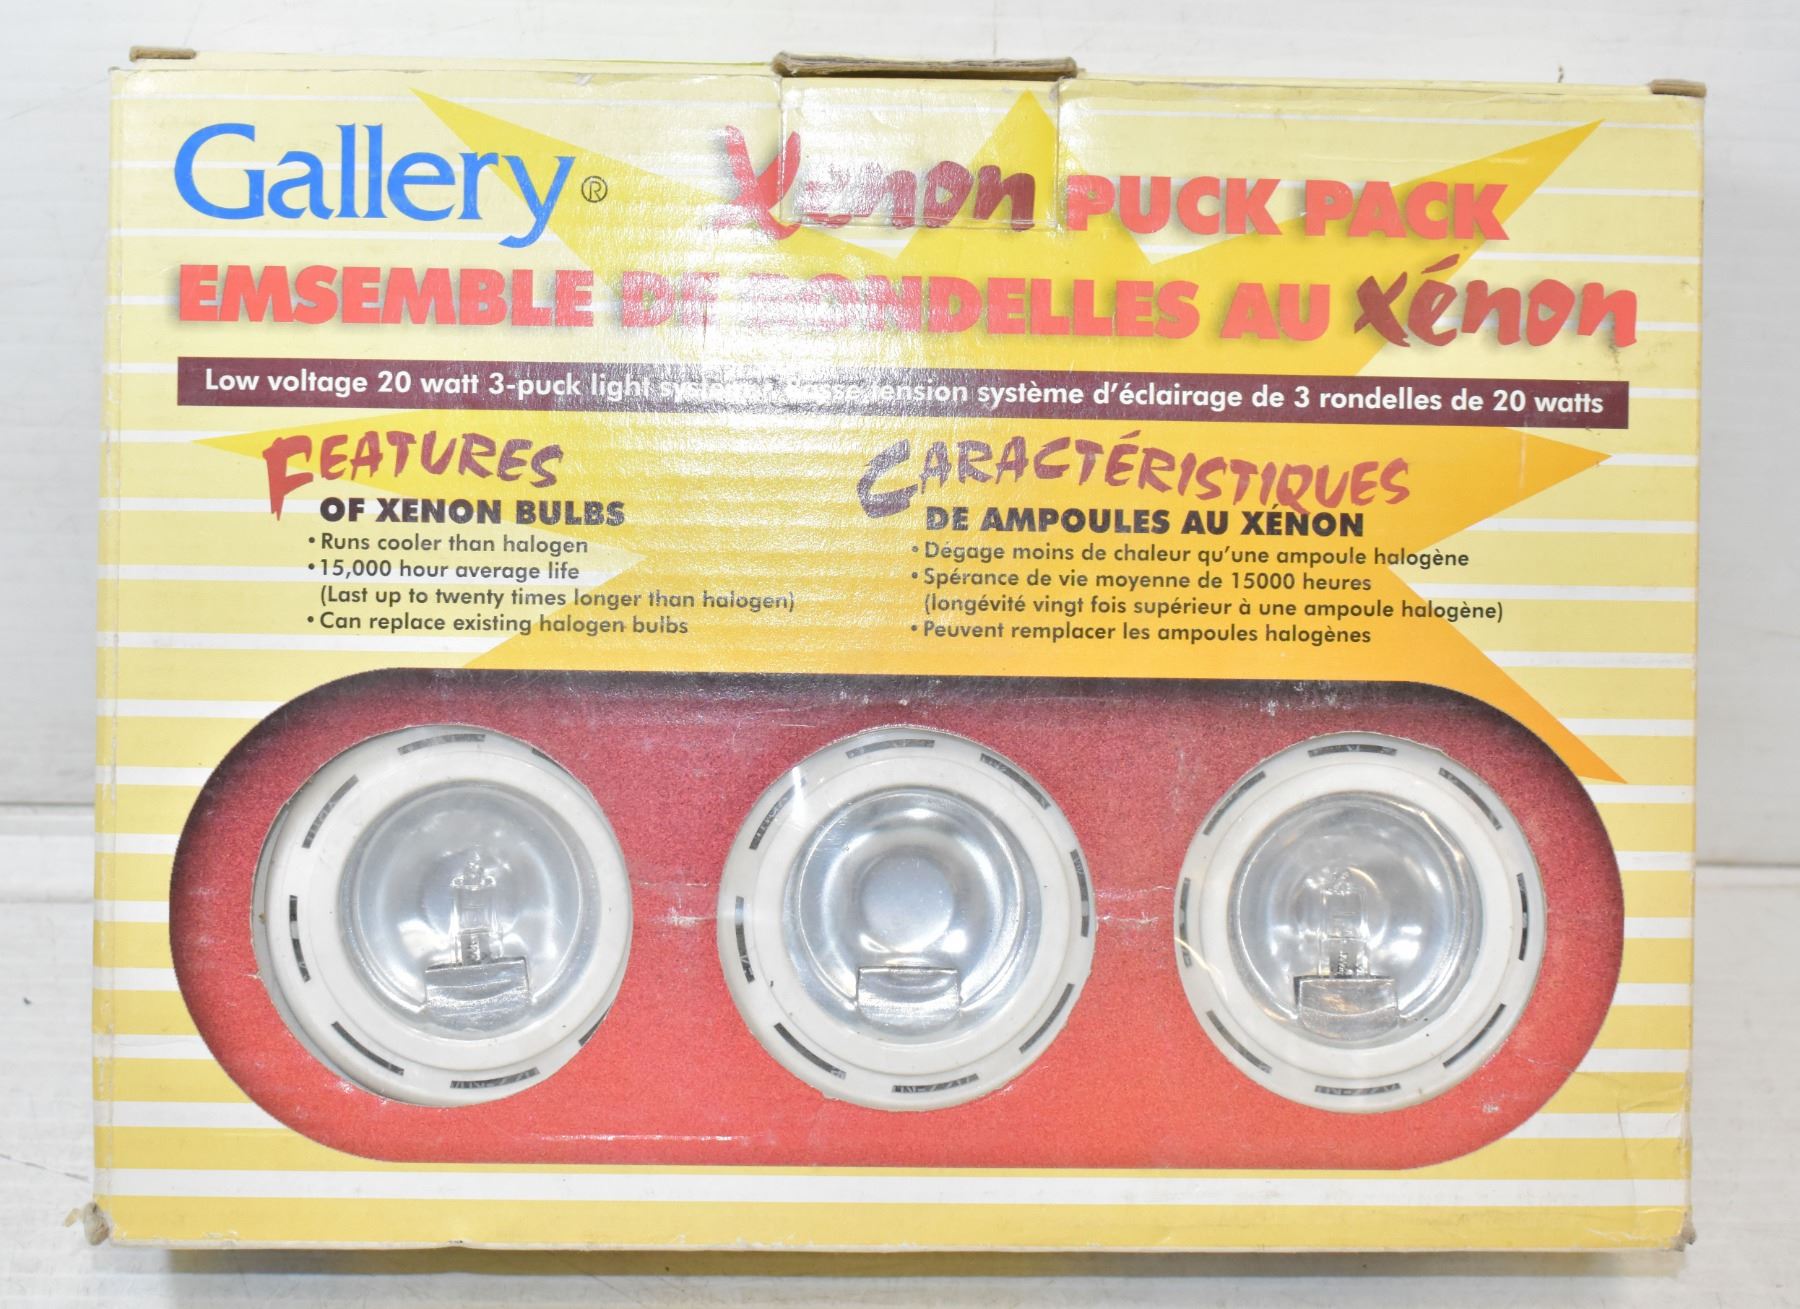 Gallery®
Xenon PUCK PACK
EMSEMBLE DE RONDELLES AU Xénon
Low voltage 20 watt 3-puck light system / Basse tension système d'éclairage de 3 rondelles de 20 watts
FEATURES
OF XENON BULBS
• Runs cooler than halogen
• 15,000 hour average life
(Last up to twenty times longer than halogen)
• Can replace existing halogen bulbs
CARACTÉRISTIQUES
DE AMPOULES AU XÉNON
• Dégage moins de chaleur qu'une ampoule halogène
• Spérance de vie moyenne de 15000 heures
(longévité vingt fois supérieur à une ampoule halogène)
• Peuvent remplacer les ampoules halogènes